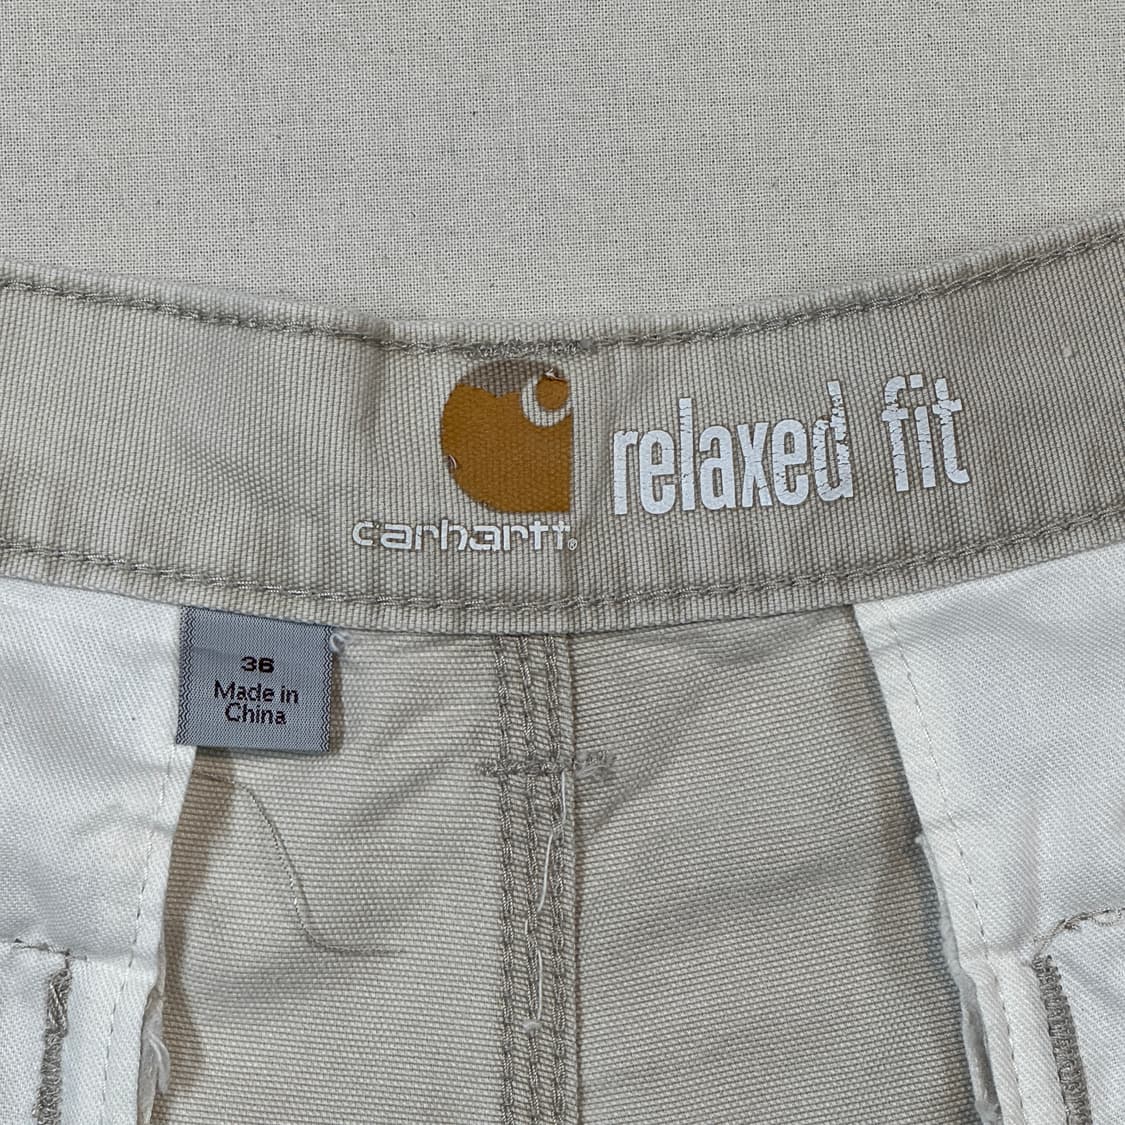 relaxed fit
carhartt®
36
Made in
China